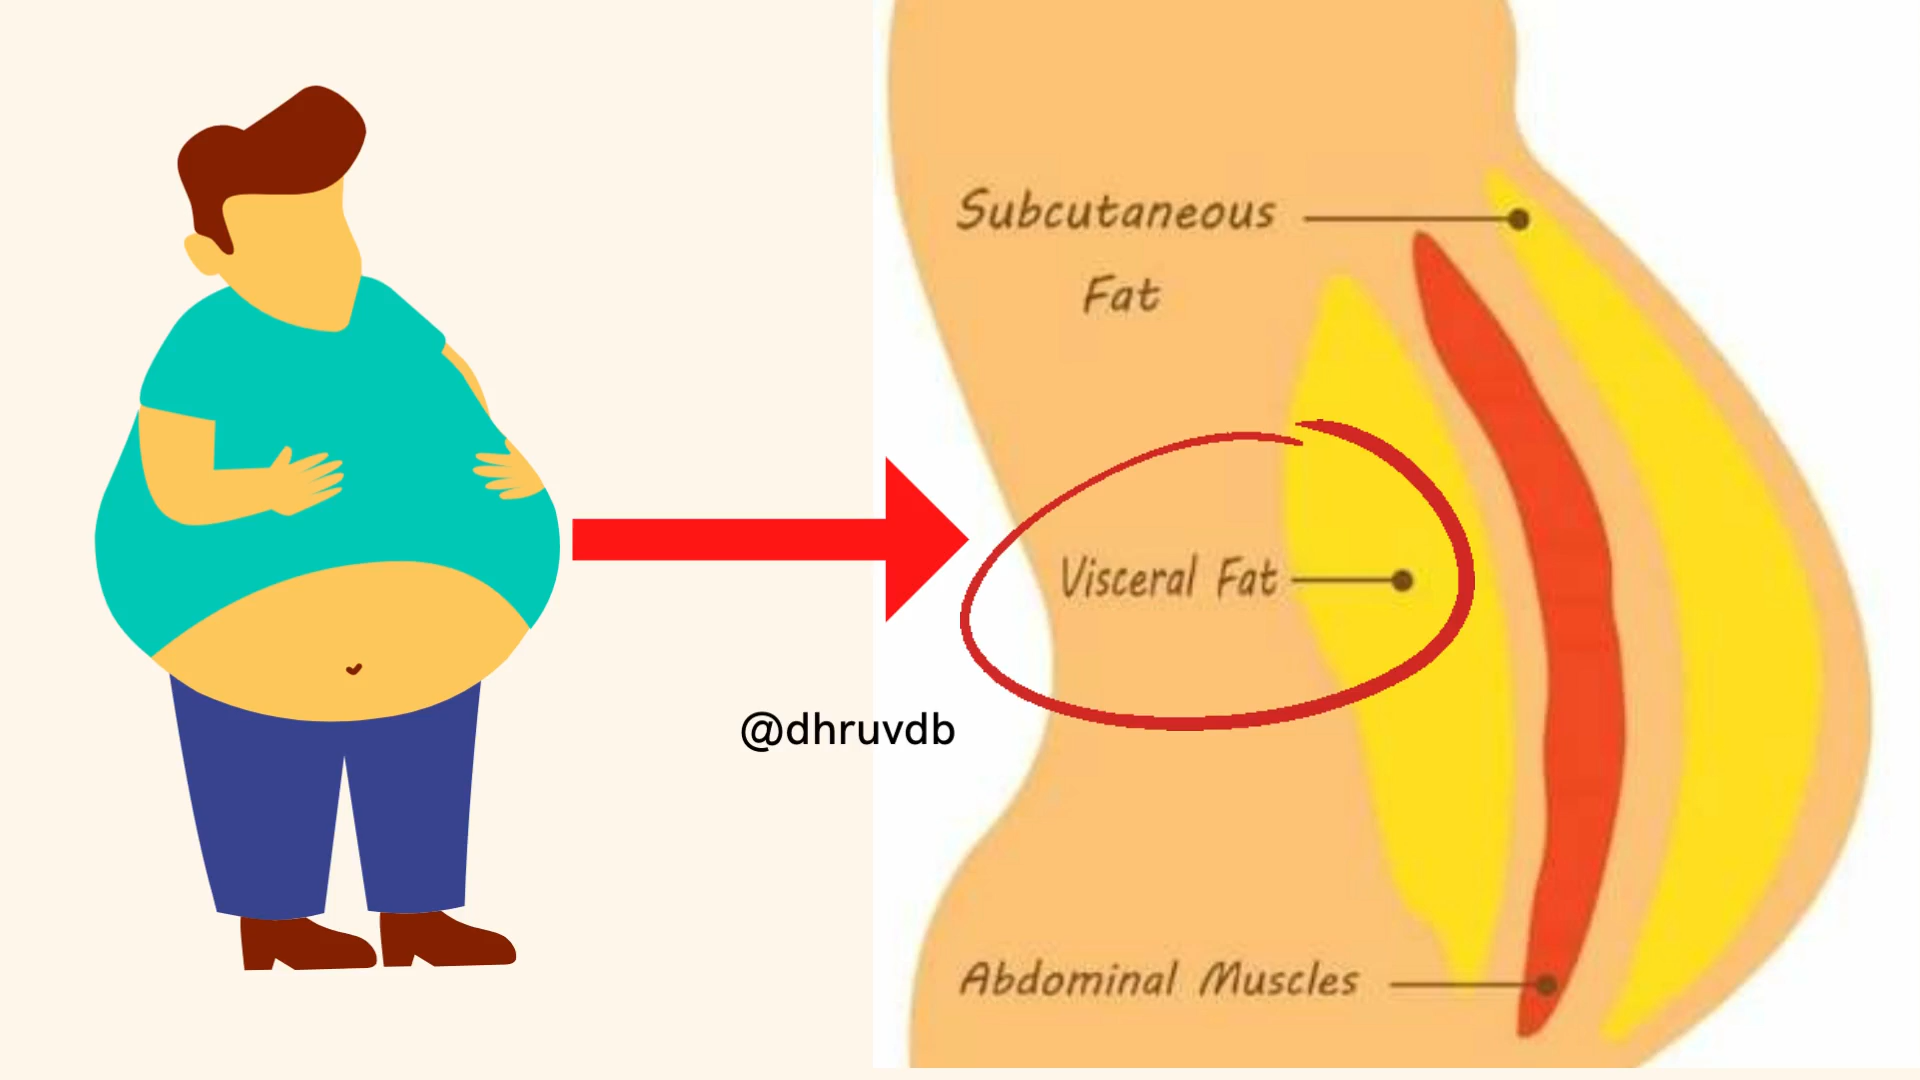 Subcutaneous
Fat
Visceral Fat
@dhruvdb
Abdominal Muscles